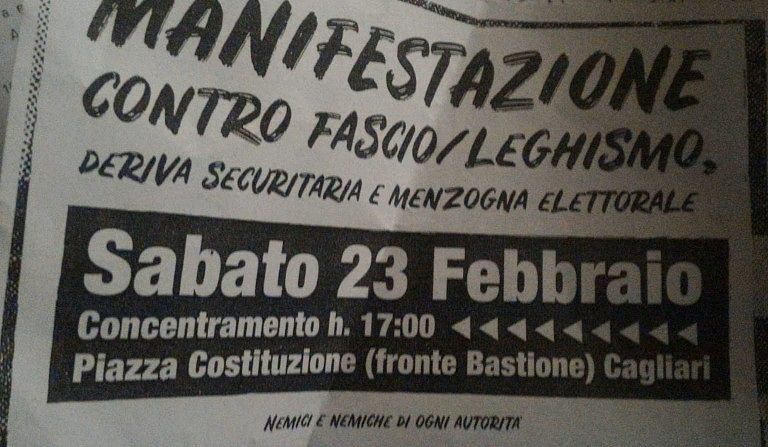 MANIFESTAZIONE
CONTRO FASCIO/LEGHISMO,
DERIVA SECURITARIA E MENZOGNA ELETTORALE
Sabato 23 Febbraio
Concentramento h. 17:00 ◀◀◀◀◀◀◀◀◀
Piazza Costituzione (fronte Bastione) Cagliari
NEMICI E NEMICHE DI OGNI AUTORITÀ